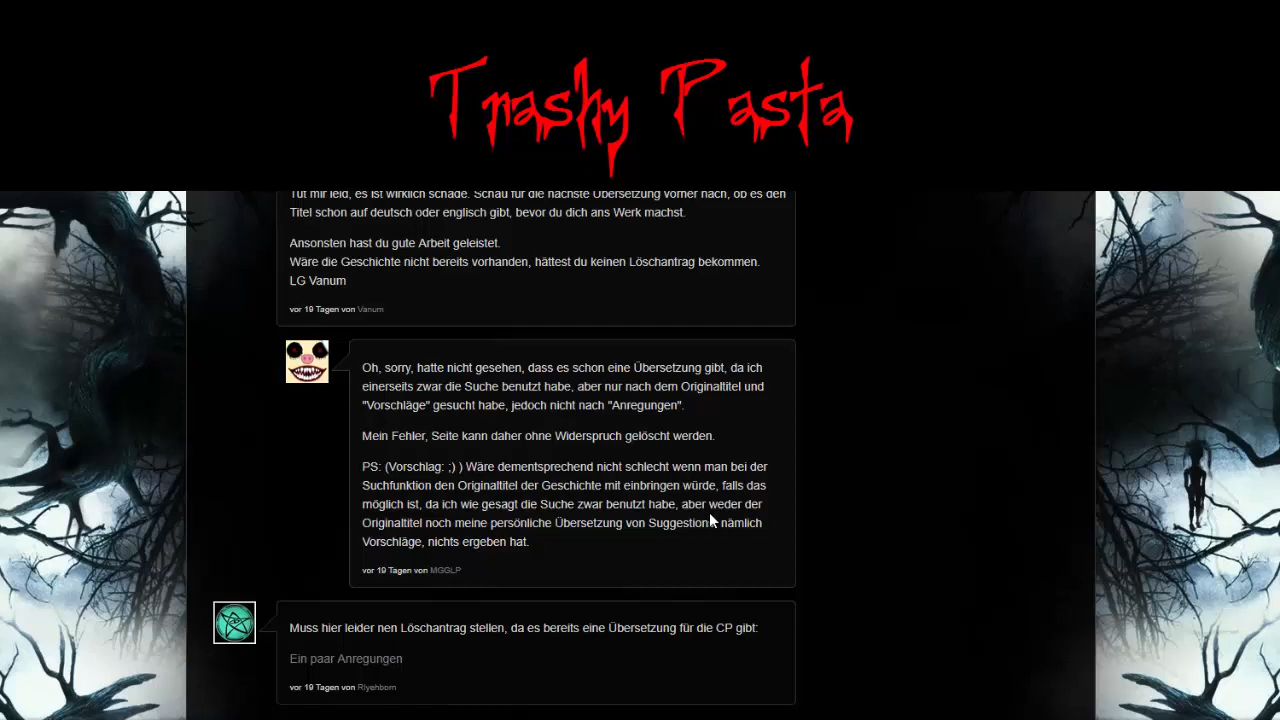 Trashy Pasta
Tut mir leid, es ist wirklich schade. Schau für die nächste Übersetzung vorher nach, ob es den
Titel schon auf deutsch oder englisch gibt, bevor du dich ans Werk machst.
Ansonsten hast du gute Arbeit geleistet.
Wäre die Geschichte nicht bereits vorhanden, hättest du keinen Löschantrag bekommen.
LG Vanum
vor 19 Tagen von Vanum
Oh, sorry, hatte nicht gesehen, dass es schon eine Übersetzung gibt, da ich
einerseits zwar die Suche benutzt habe, aber nur nach dem Originaltitel und
"Vorschläge" gesucht habe, jedoch nicht nach "Anregungen".
Mein Fehler, Seite kann daher ohne Widerspruch gelöscht werden.
PS: (Vorschlag: ;) ) Wäre dementsprechend nicht schlecht wenn man bei der
Suchfunktion den Originaltitel der Geschichte mit einbringen würde, falls das
möglich ist, da ich wie gesagt die Suche zwar benutzt habe, aber weder der
Originaltitel noch meine persönliche Übersetzung von Suggestions nämlich
Vorschläge, nichts ergeben hat.
vor 19 Tagen von MGGLP
Muss hier leider nen Löschantrag stellen, da es bereits eine Übersetzung für die CP gibt:
Ein paar Anregungen
vor 19 Tagen von Rlyehborn